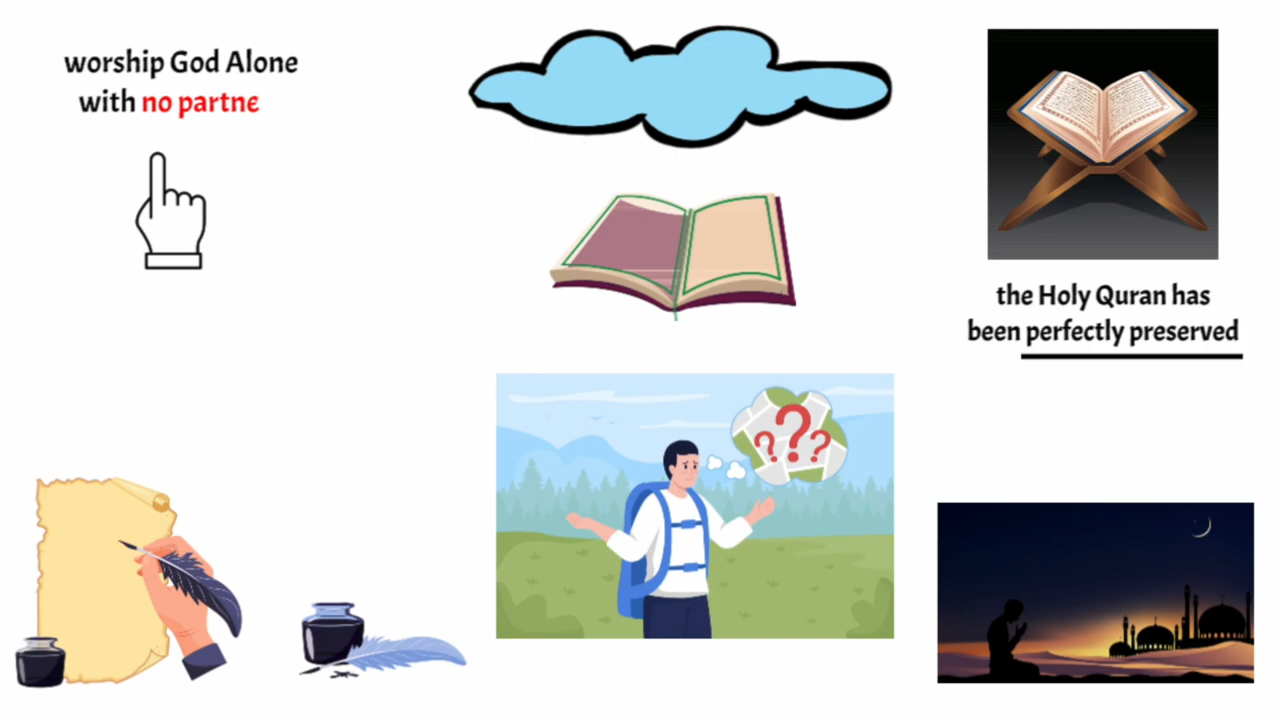 worship God Alone
with no partne
the Holy Quran has
been perfectly preserved
???